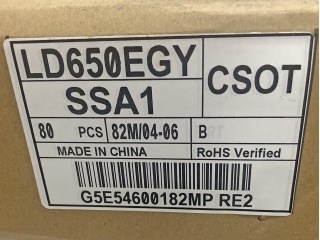 LD650EGY
SSA1
CSOT
80 PCS 82M/04-06 B
MADE IN CHINA RoHS Verified
G5E54600182MP RE2